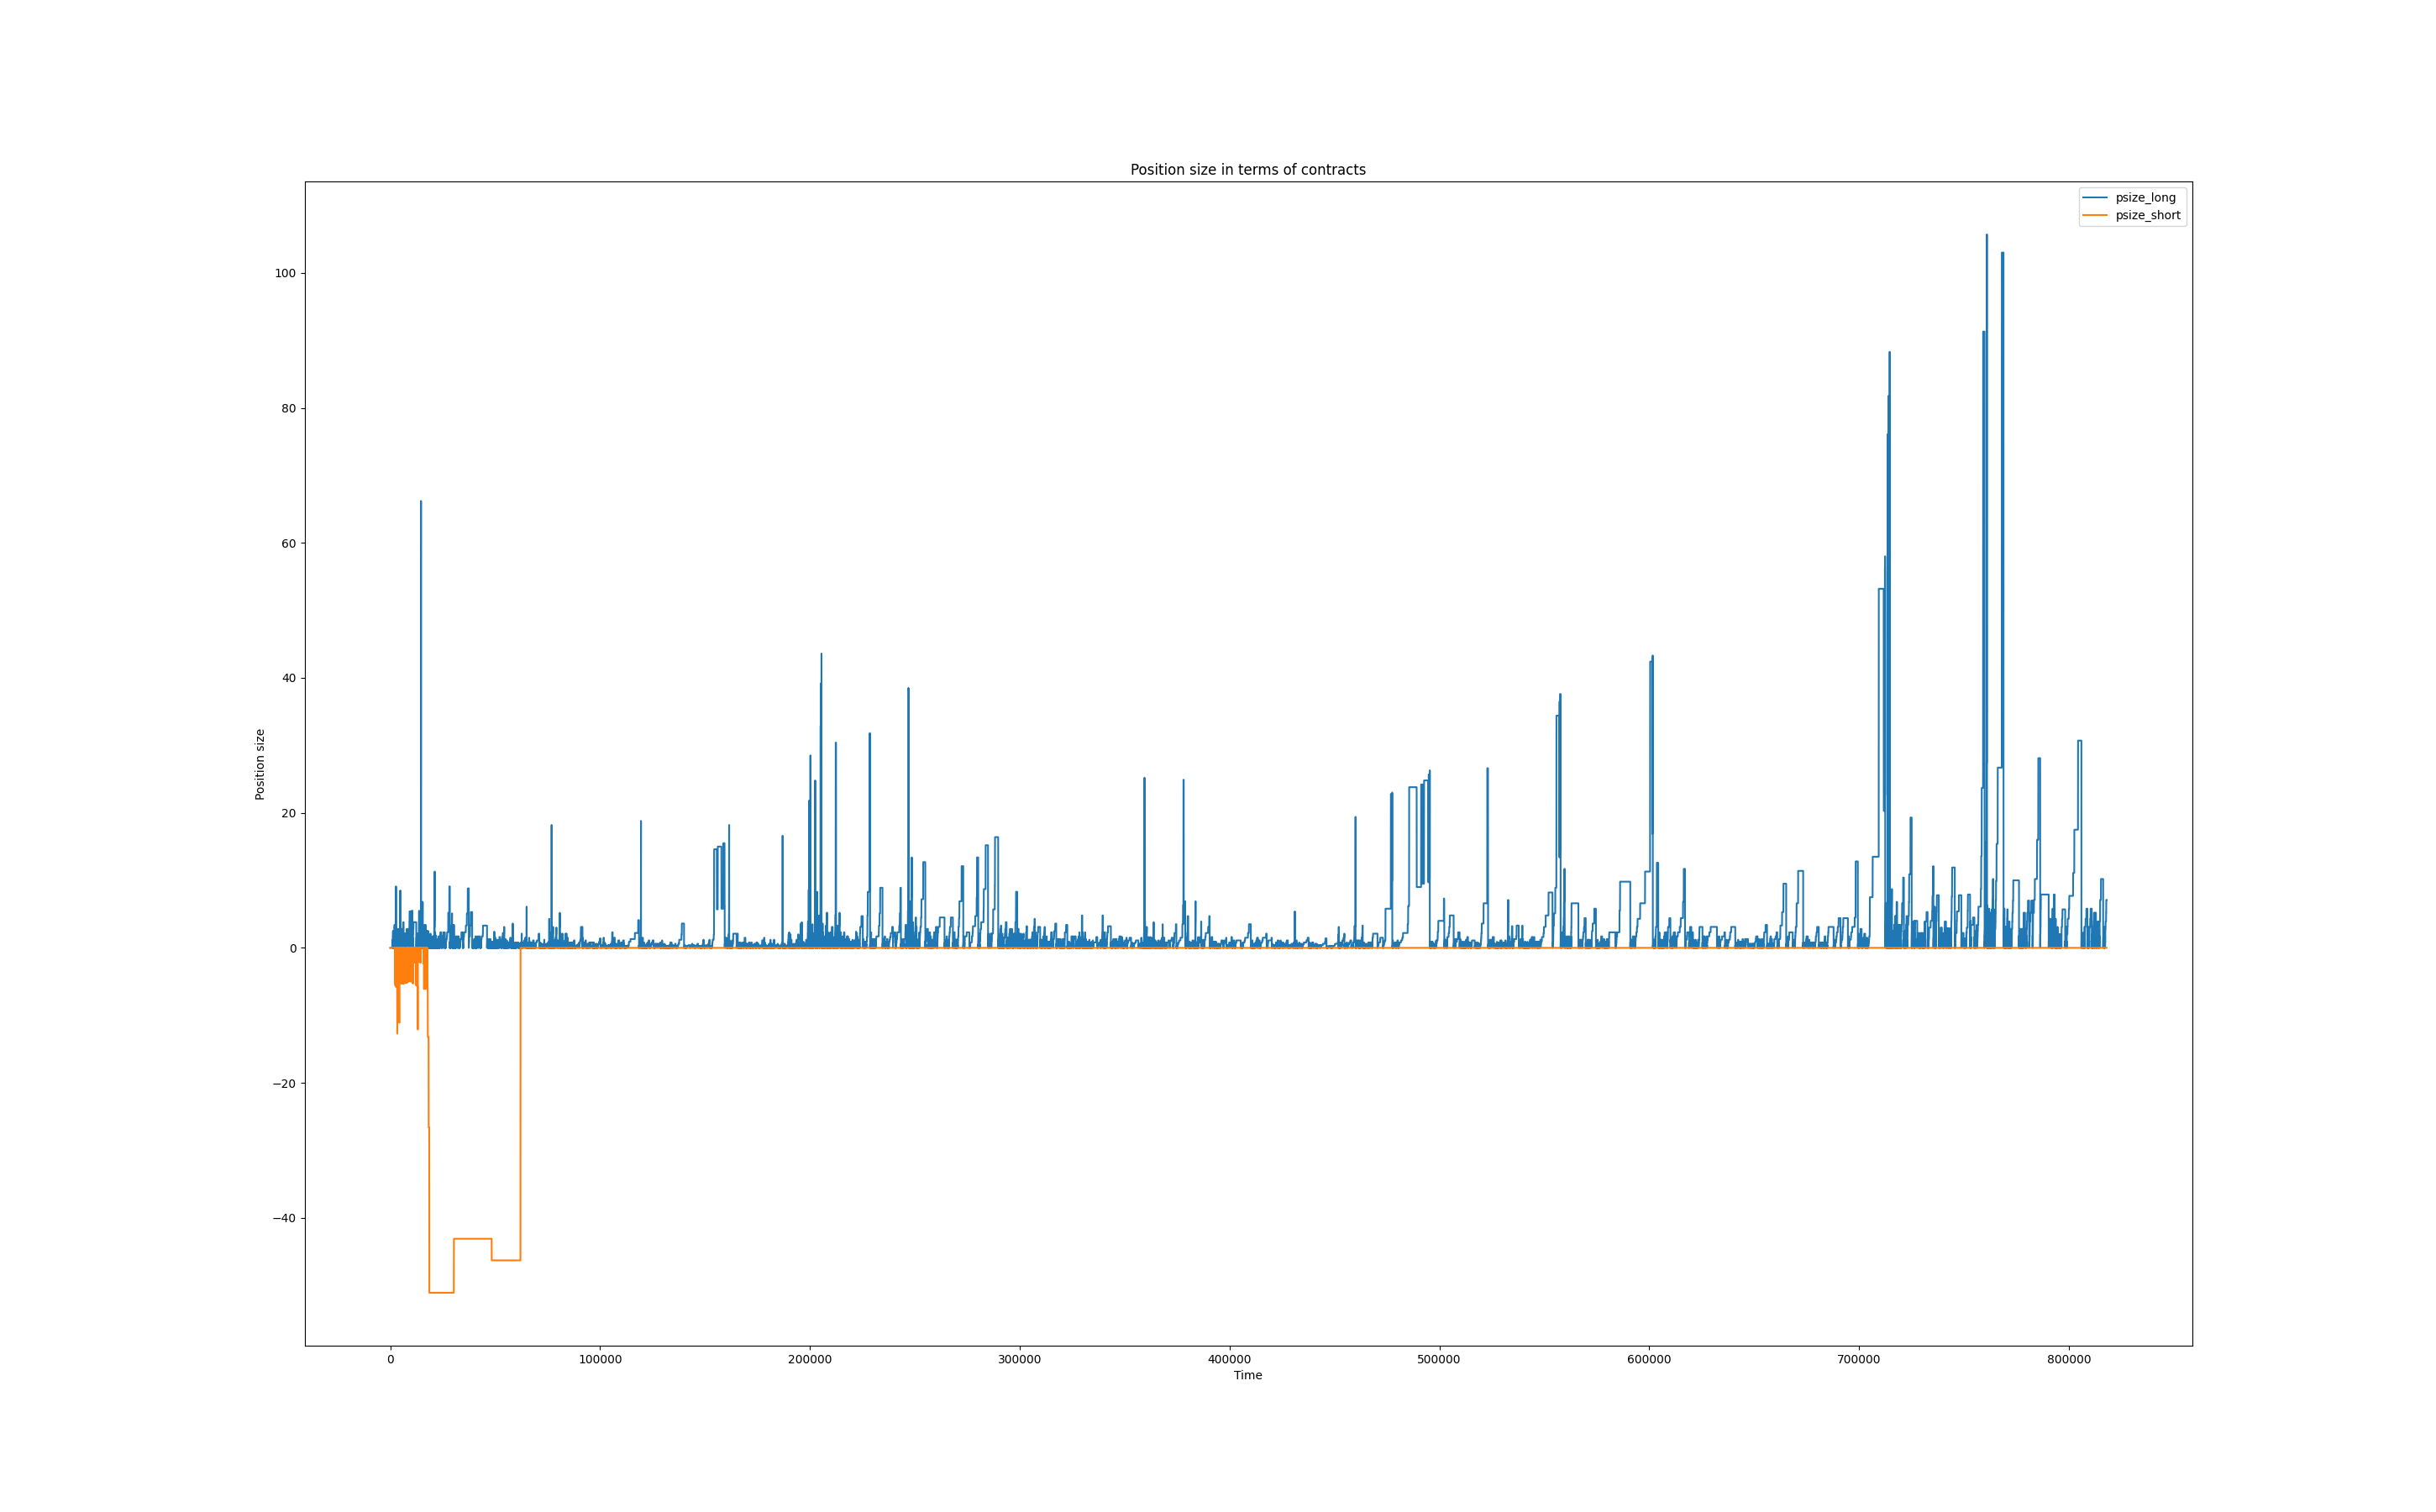 Position size in terms of contracts
psize_long
psize_short
100
80
60
40
20
0
−20
−40
Position size
0 100000 200000 300000 400000 500000 600000 700000 800000
Time